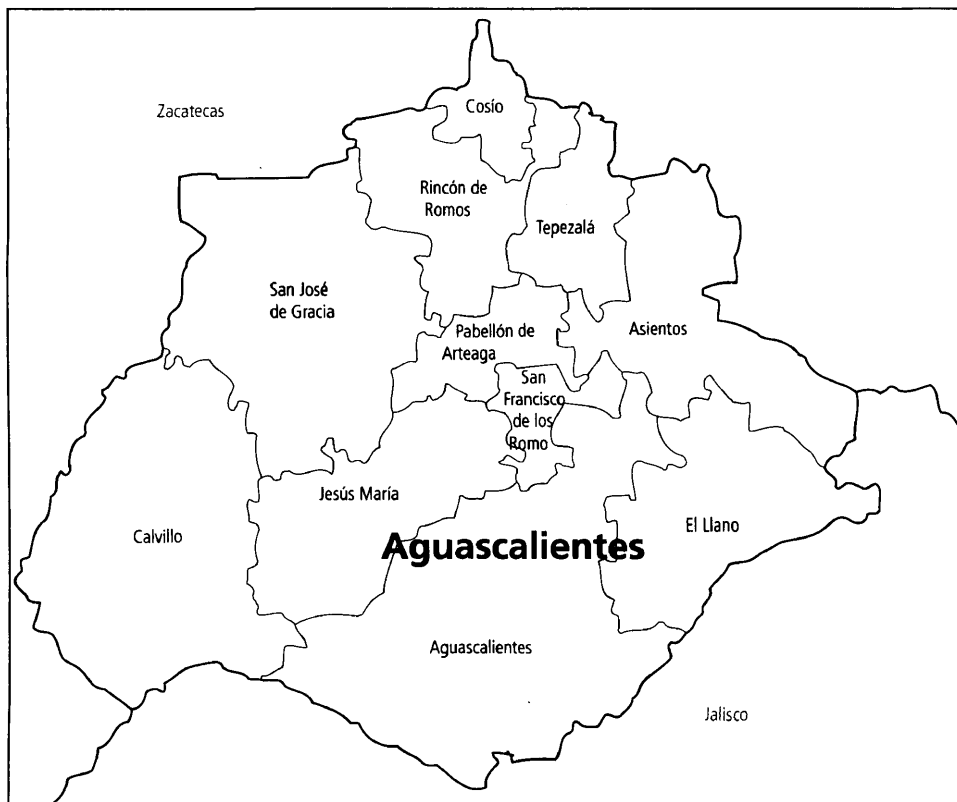 Zacatecas
Cosío
Rincón de
Romos
Tepezalá
San José
de Gracia
Pabellón de
Arteaga
Asientos
San
Francisco
de los
Romo
Jesús María
Calvillo
El Llano
Aguascalientes
Aguascalientes
Jalisco